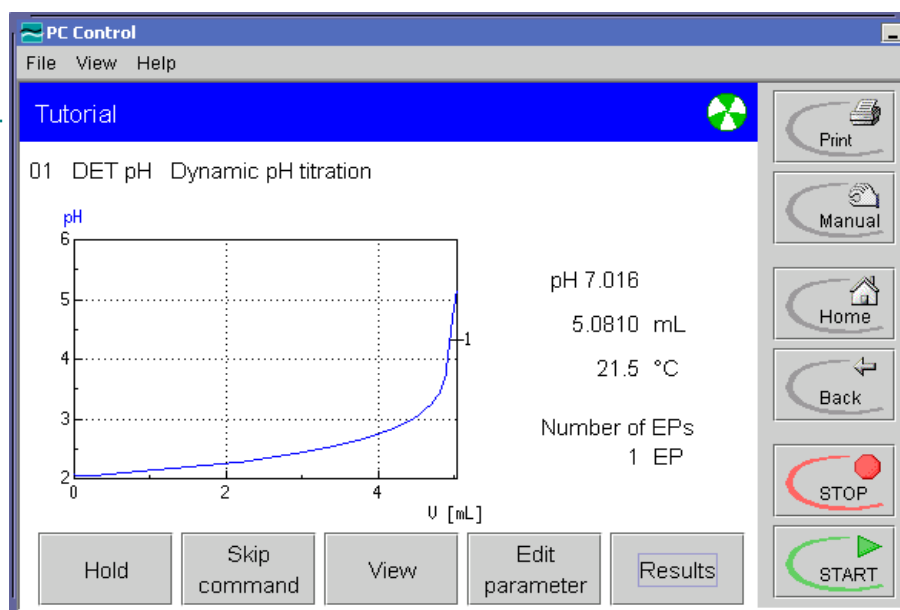 PC Control
File View Help
Tutorial
01 DET pH Dynamic pH titration
pH
6
5
4
3
2
0 2 4
V [mL]
1
pH 7.016
5.0810 mL
21.5 °C
Number of EPs
1 EP
Hold
Skip command
View
Edit parameter
Results
Print
Manual
Home
Back
STOP
START